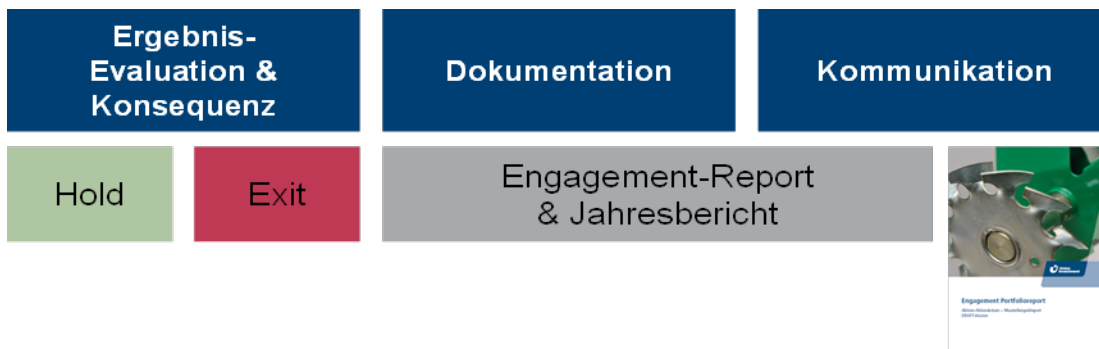 Ergebnis-
Evaluation &
Konsequenz
Dokumentation
Kommunikation
Hold
Exit
Engagement-Report
& Jahresbericht
Engagement Portfolioreport